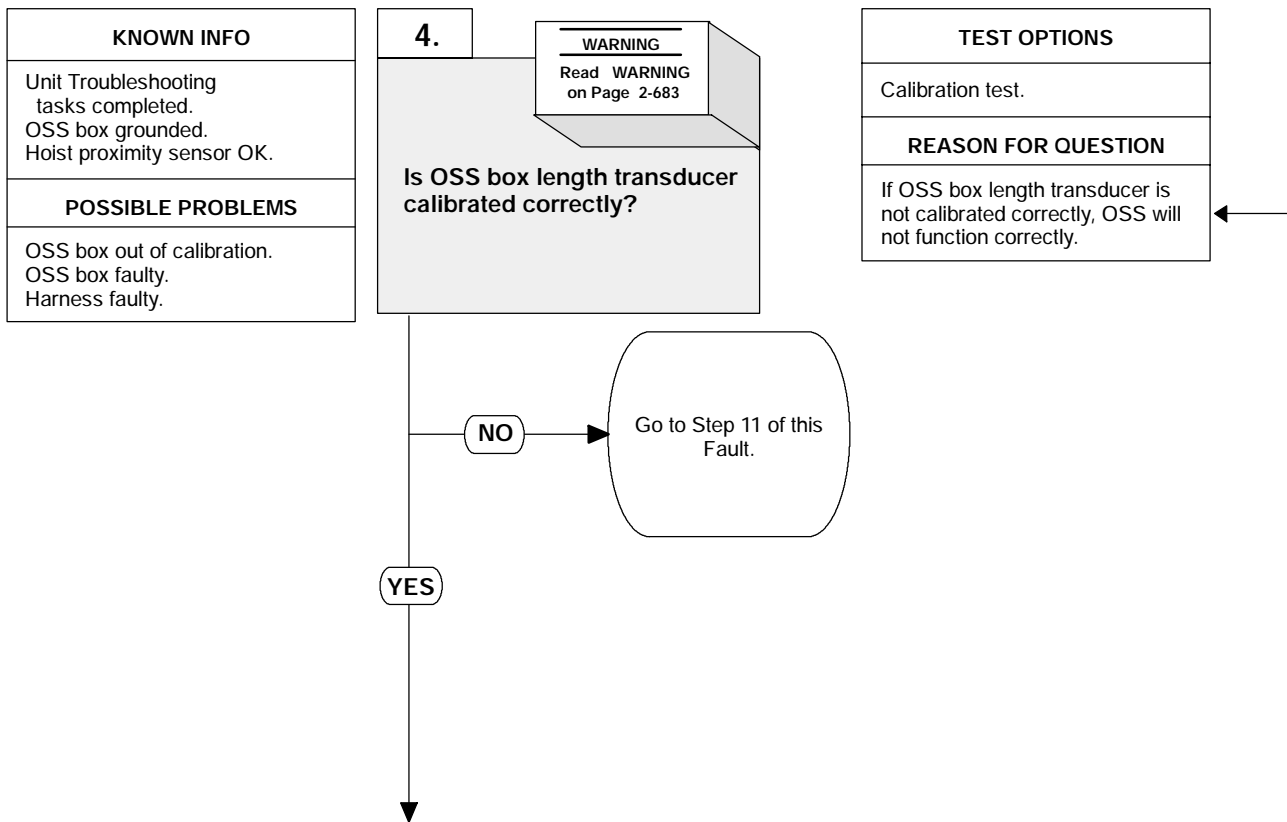 KNOWN INFO
Unit Troubleshooting
tasks completed.
OSS box grounded.
Hoist proximity sensor OK.
POSSIBLE PROBLEMS
OSS box out of calibration.
OSS box faulty.
Harness faulty.
4.
WARNING
Read WARNING
on Page 2-683
Is OSS box length transducer
calibrated correctly?
TEST OPTIONS
Calibration test.
REASON FOR QUESTION
If OSS box length transducer is
not calibrated correctly, OSS will
not function correctly.
NO
Go to Step 11 of this
Fault.
YES